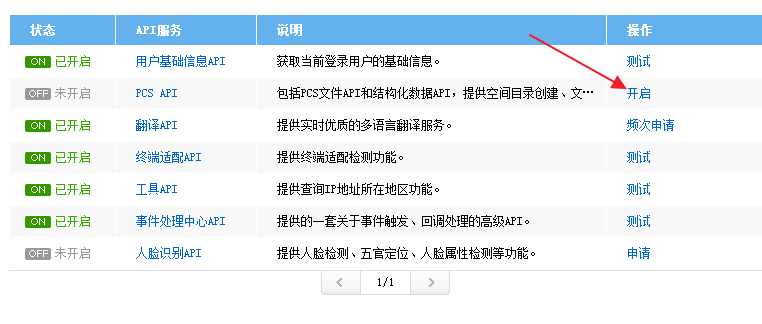 状态 API服务 说明 操作
ON 已开启 用户基础信息API 获取当前登录用户的基础信息。 测试
OFF 未开启 PCS API 包括PCS文件API和结构化数据API，提供空间目录创建、文… 开启
ON 已开启 翻译API 提供实时优质的多语言翻译服务。 频次申请
ON 已开启 终端适配API 提供终端适配检测功能。 测试
ON 已开启 工具API 提供查询IP地址所在地区功能。 测试
ON 已开启 事件处理中心API 提供的一套关于事件触发、回调处理的高级API。 测试
OFF 未开启 人脸识别API 提供人脸检测、五官定位、人脸属性检测等功能。 申请
1/1